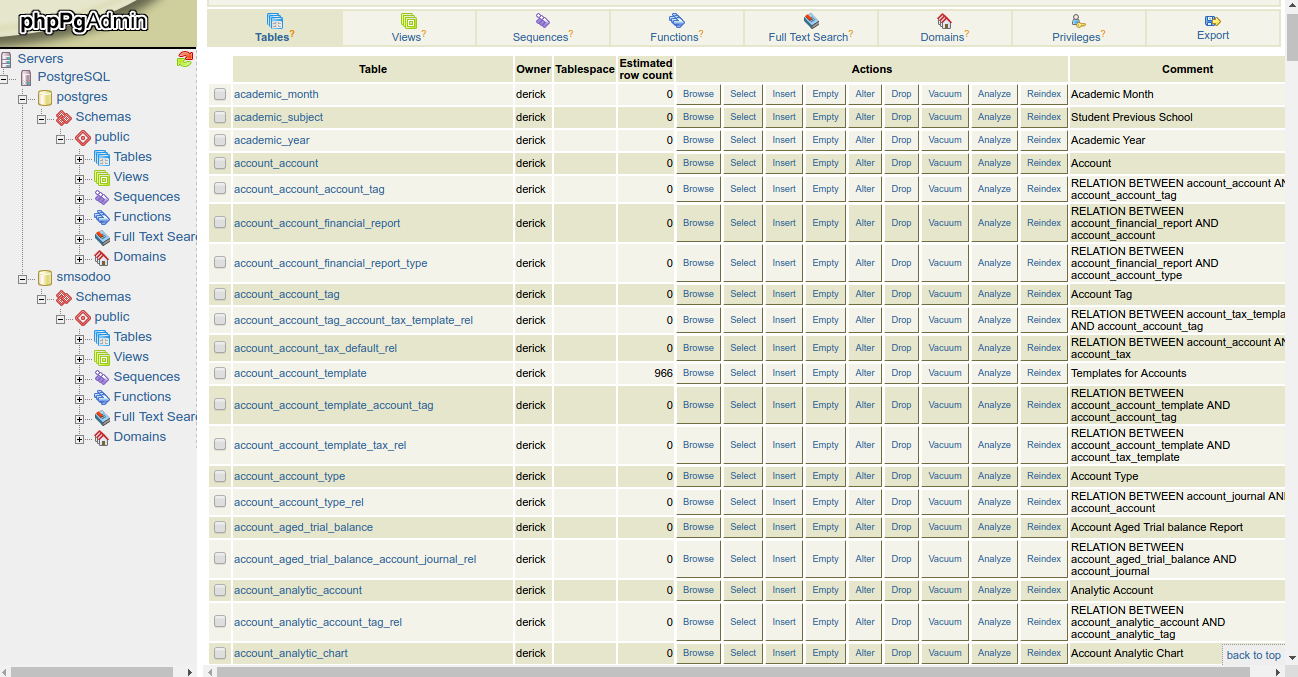 phpPgAdmin
Servers
PostgreSQL
postgres
Schemas
public
Tables
Views
Sequences
Functions
Full Text Sear
Domains
smsodoo
Schemas
public
Tables
Views
Sequences
Functions
Full Text Sear
Domains
Tables? Views? Sequences? Functions? Full Text Search? Domains? Privileges? Export
Table Owner Tablespace Estimated row count Actions Comment
academic_month derick 0 Browse Select Insert Empty Alter Drop Vacuum Analyze Reindex Academic Month
academic_subject derick 0 Browse Select Insert Empty Alter Drop Vacuum Analyze Reindex Student Previous School
academic_year derick 0 Browse Select Insert Empty Alter Drop Vacuum Analyze Reindex Academic Year
account_account derick 0 Browse Select Insert Empty Alter Drop Vacuum Analyze Reindex Account
account_account_account_tag derick 0 Browse Select Insert Empty Alter Drop Vacuum Analyze Reindex RELATION BETWEEN account_account AN
account_account_tag
account_account_financial_report derick 0 Browse Select Insert Empty Alter Drop Vacuum Analyze Reindex RELATION BETWEEN
account_financial_report AND
account_account
account_account_financial_report_type derick 0 Browse Select Insert Empty Alter Drop Vacuum Analyze Reindex RELATION BETWEEN
account_financial_report AND
account_account_type
account_account_tag derick 0 Browse Select Insert Empty Alter Drop Vacuum Analyze Reindex Account Tag
account_account_tag_account_tax_template_rel derick 0 Browse Select Insert Empty Alter Drop Vacuum Analyze Reindex RELATION BETWEEN account_tax_templa
AND account_account_tag
account_account_tax_default_rel derick 0 Browse Select Insert Empty Alter Drop Vacuum Analyze Reindex RELATION BETWEEN account_account AN
account_tax
account_account_template derick 966 Browse Select Insert Empty Alter Drop Vacuum Analyze Reindex Templates for Accounts
account_account_template_account_tag derick 0 Browse Select Insert Empty Alter Drop Vacuum Analyze Reindex RELATION BETWEEN
account_account_template AND
account_account_tag
account_account_template_tax_rel derick 0 Browse Select Insert Empty Alter Drop Vacuum Analyze Reindex RELATION BETWEEN
account_account_template AND
account_tax_template
account_account_type derick 0 Browse Select Insert Empty Alter Drop Vacuum Analyze Reindex Account Type
account_account_type_rel derick 0 Browse Select Insert Empty Alter Drop Vacuum Analyze Reindex RELATION BETWEEN account_journal AN
account_account
account_aged_trial_balance derick 0 Browse Select Insert Empty Alter Drop Vacuum Analyze Reindex Account Aged Trial balance Report
account_aged_trial_balance_account_journal_rel derick 0 Browse Select Insert Empty Alter Drop Vacuum Analyze Reindex RELATION BETWEEN
account_aged_trial_balance AND
account_journal
account_analytic_account derick 0 Browse Select Insert Empty Alter Drop Vacuum Analyze Reindex Analytic Account
account_analytic_account_tag_rel derick 0 Browse Select Insert Empty Alter Drop Vacuum Analyze Reindex RELATION BETWEEN
account_analytic_account AND
account_analytic_tag
account_analytic_chart derick 0 Browse Select Insert Empty Alter Drop Vacuum Analyze Reindex Account Analytic Chart
back to top